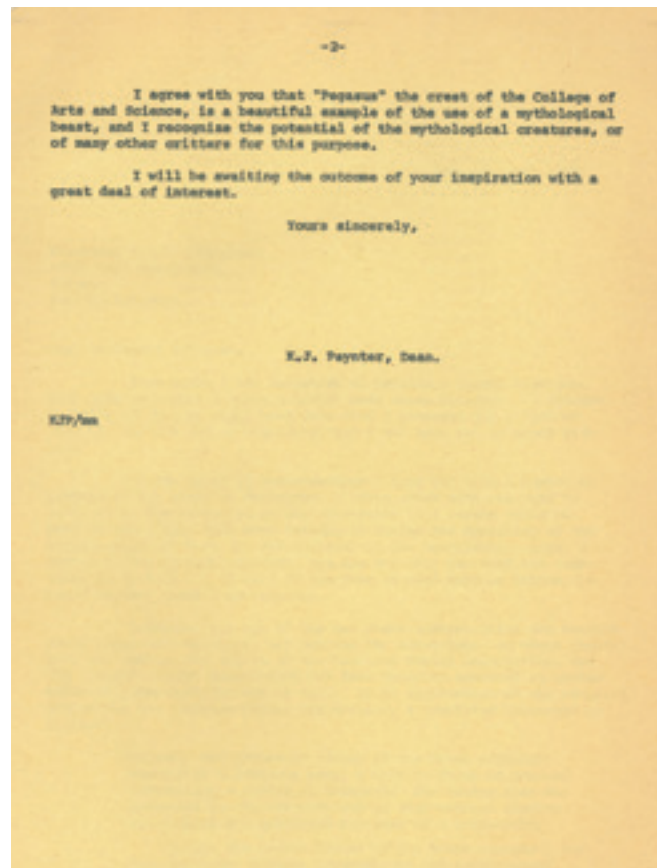 -2-
I agree with you that "Pegasus" the crest of the College of
Arts and Science, is a beautiful example of the use of a mythological
beast, and I recognize the potential of the mythological creatures, or
of many other critters for this purpose.
I will be awaiting the outcome of your inspiration with a
great deal of interest.
Yours sincerely,
K.J. Paynter, Dean.
KJP/mm